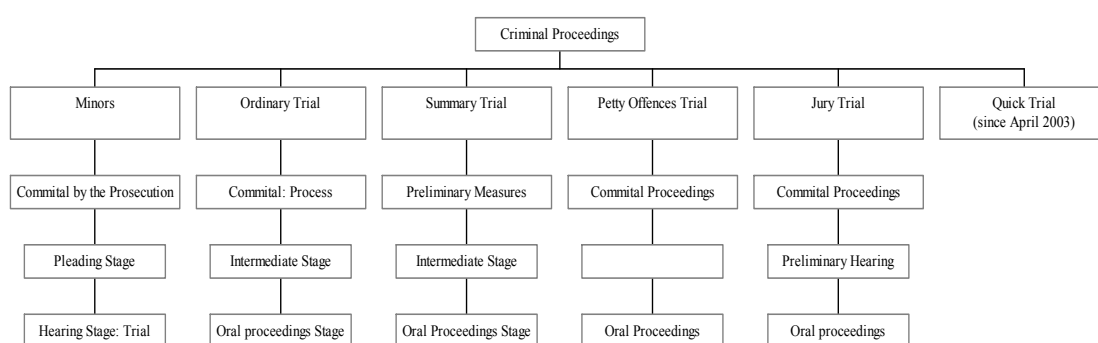 Criminal Proceedings
Minors
Ordinary Trial
Summary Trial
Petty Offences Trial
Jury Trial
Quick Trial
(since April 2003)
Commital by the Prosecution
Commital: Process
Preliminary Measures
Commital Proceedings
Commital Proceedings
Pleading Stage
Intermediate Stage
Intermediate Stage
Preliminary Hearing
Hearing Stage: Trial
Oral proceedings Stage
Oral Proceedings Stage
Oral Proceedings
Oral proceedings